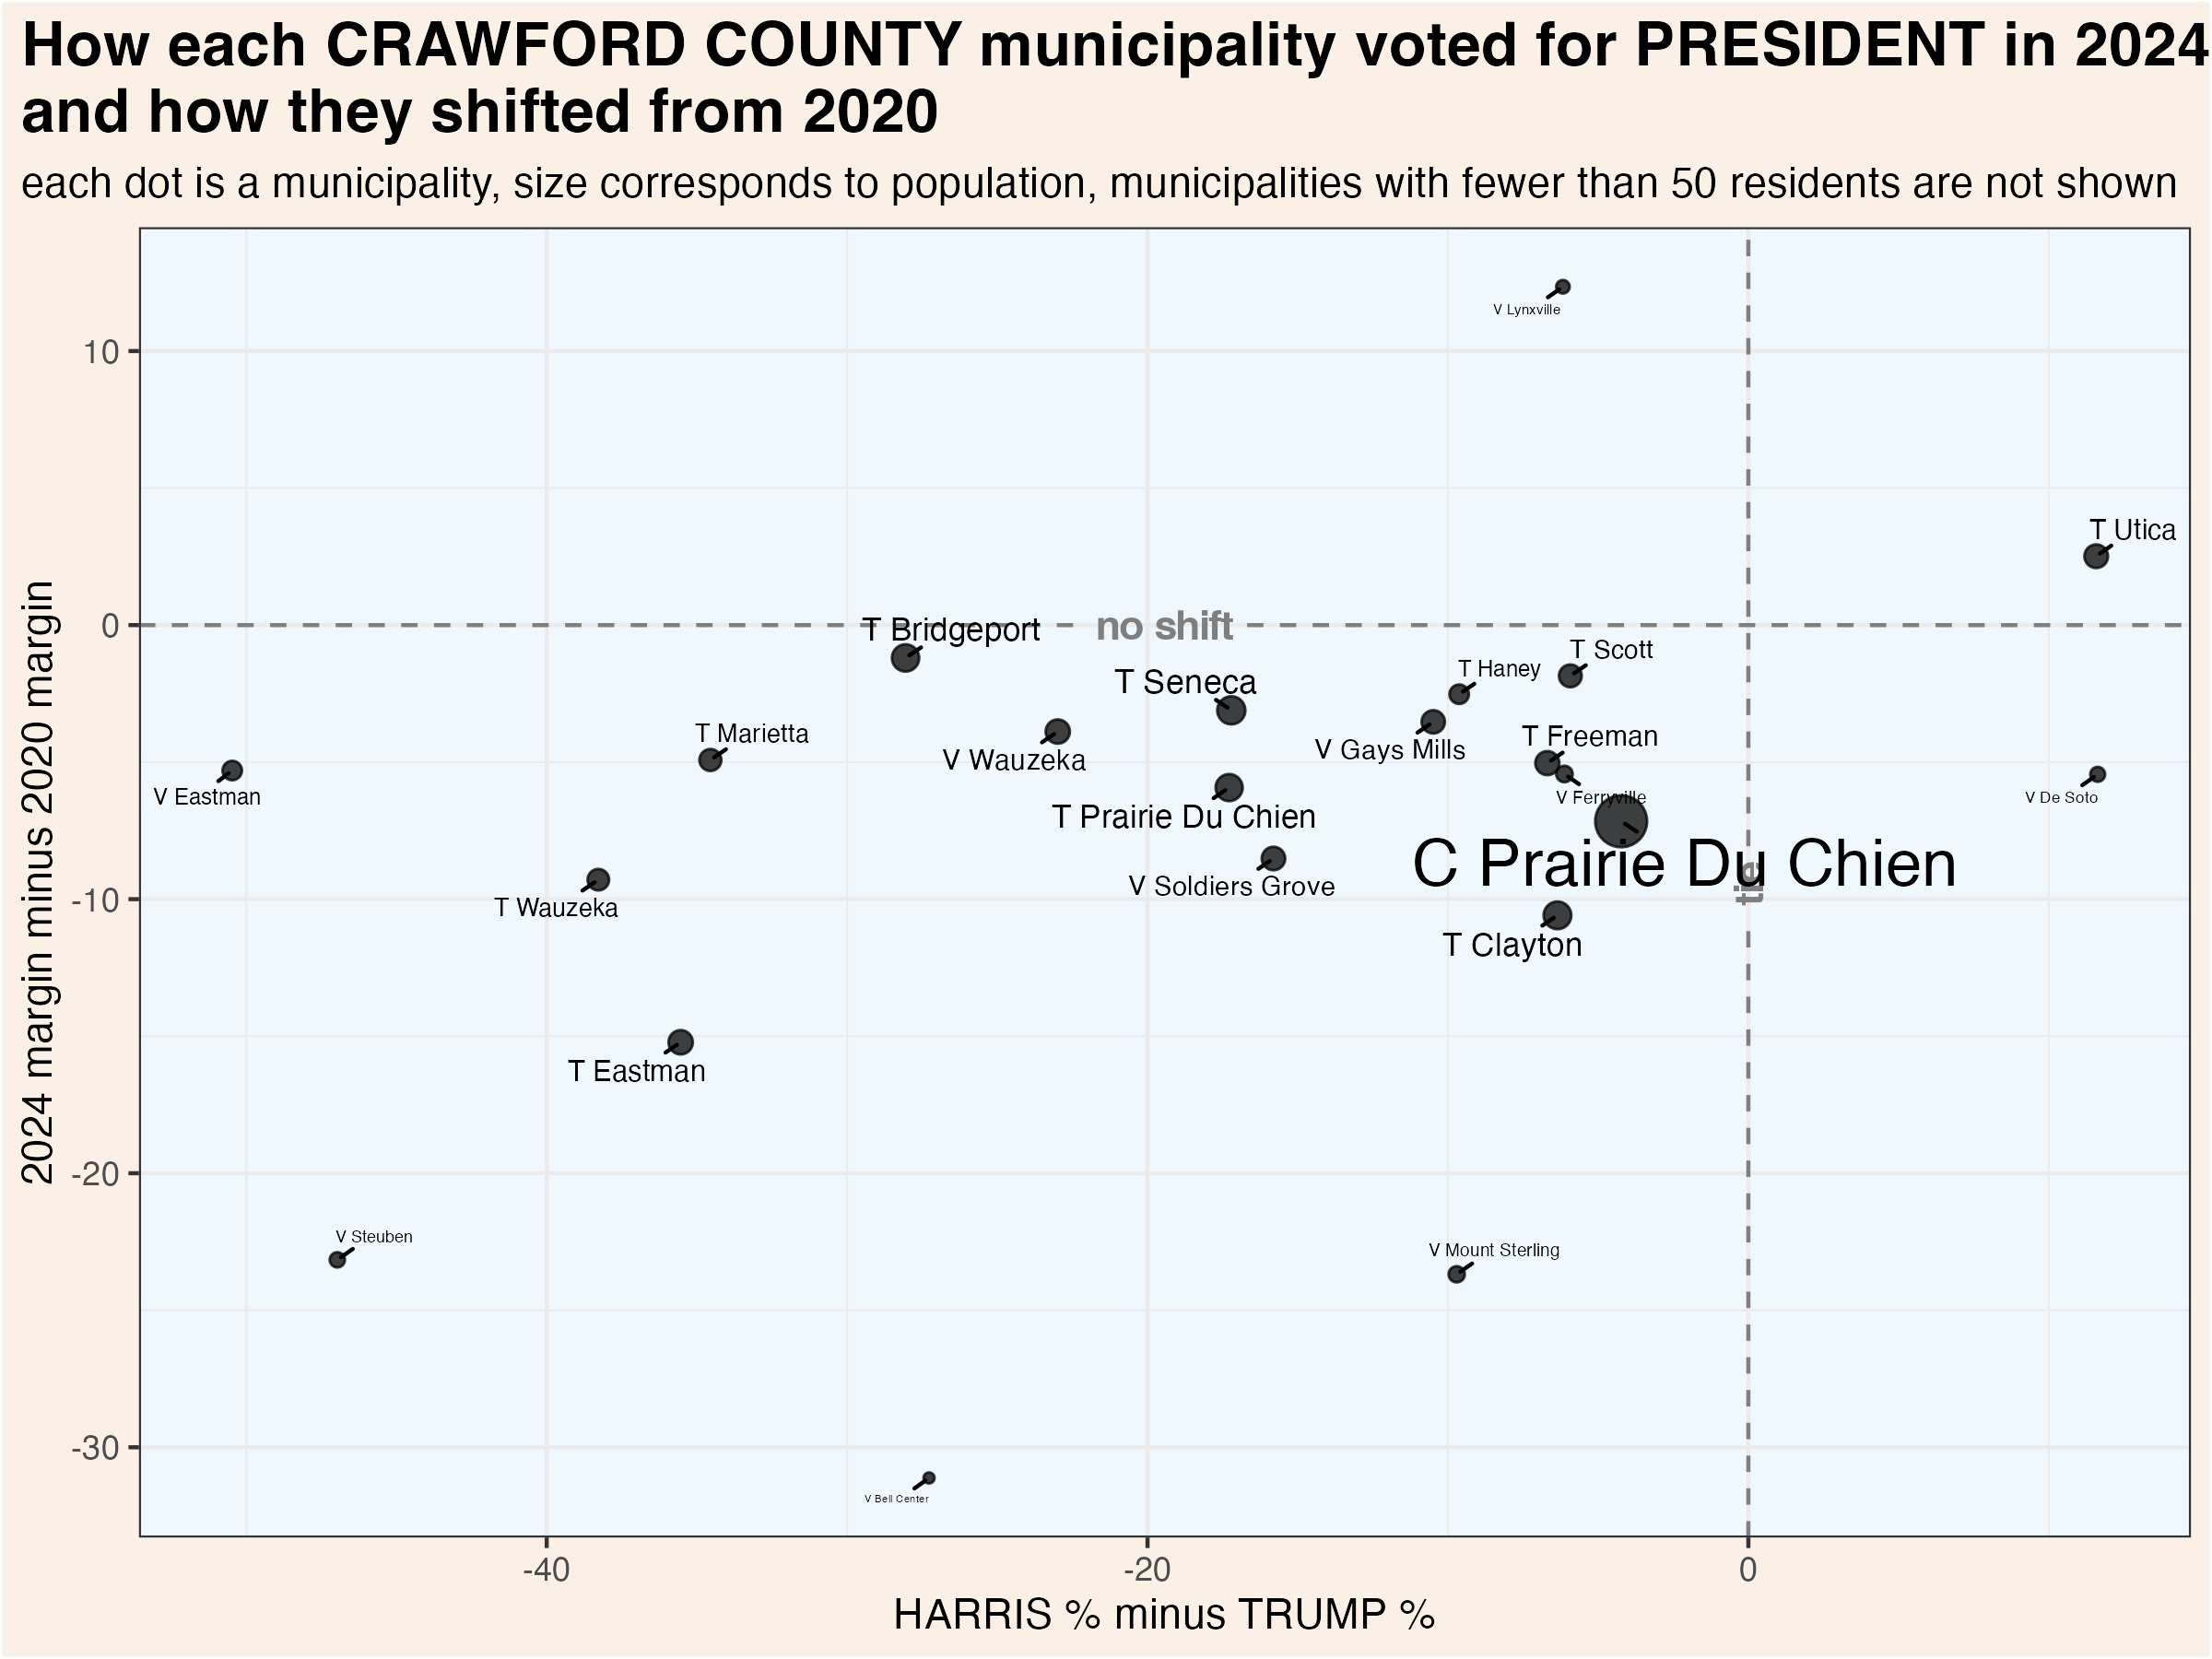 How each CRAWFORD COUNTY municipality voted for PRESIDENT in 2024
and how they shifted from 2020
each dot is a municipality, size corresponds to population, municipalities with fewer than 50 residents are not shown
2024 margin minus 2020 margin
10
0
-10
-20
-30
V Lynxville
T Utica
no shift
T Bridgeport
T Scott
T Haney
T Seneca
T Marietta
T Freeman
V Gays Mills
V Wauzeka
V Eastman
V Ferryville
V De Soto
T Prairie Du Chien
C Prairie Du Chien
tie
V Soldiers Grove
T Wauzeka
T Clayton
T Eastman
V Steuben
V Mount Sterling
V Bell Center
-40
-20
0
HARRIS % minus TRUMP %